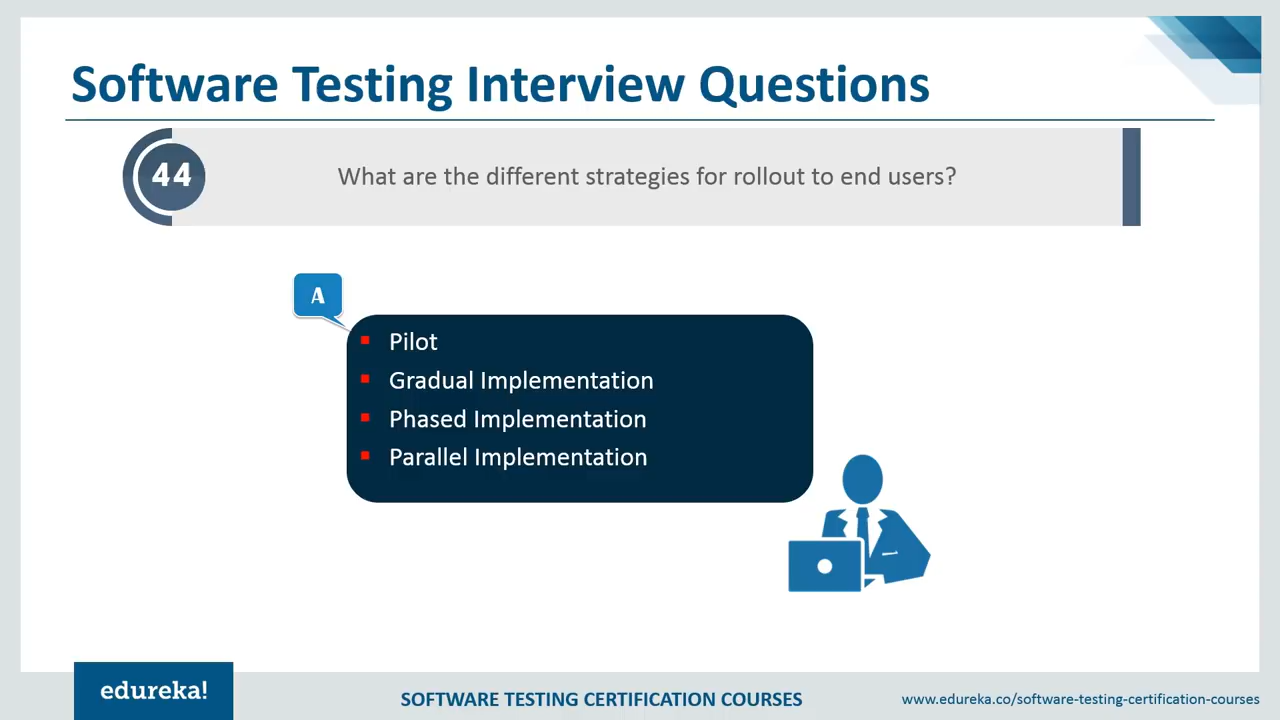 Software Testing Interview Questions
44
What are the different strategies for rollout to end users?
A
▪ Pilot
▪ Gradual Implementation
▪ Phased Implementation
▪ Parallel Implementation
edureka!
SOFTWARE TESTING CERTIFICATION COURSES
www.edureka.co/software-testing-certification-courses